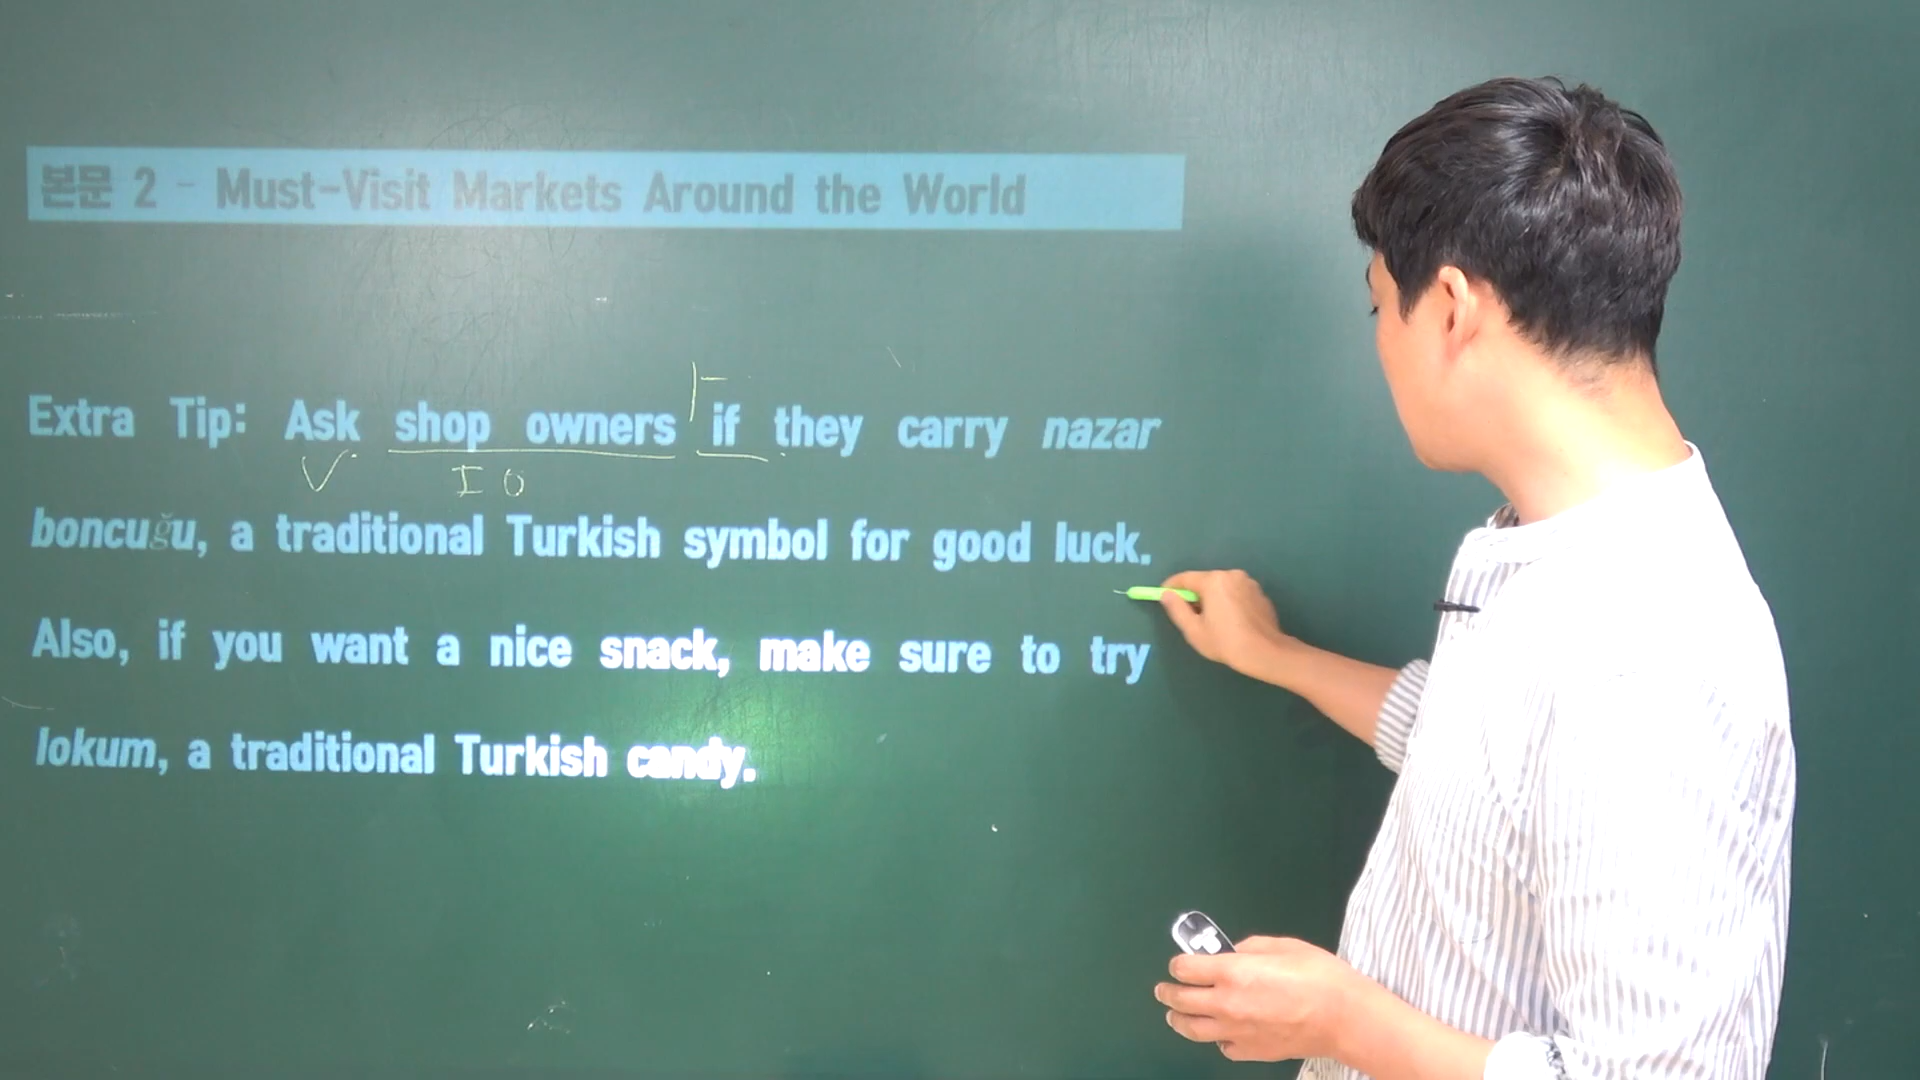 본문 2 - Must-Visit Markets Around the World
Extra Tip: Ask shop owners if they carry nazar
V IO
boncuğu, a traditional Turkish symbol for good luck.
Also, if you want a nice snack, make sure to try
lokum, a traditional Turkish candy.